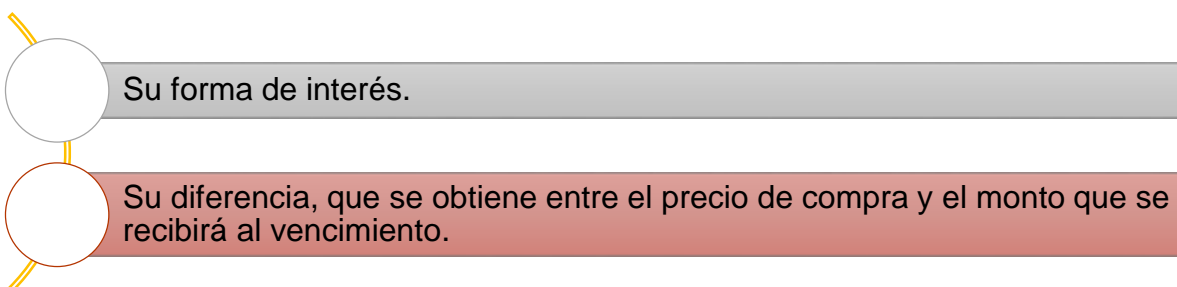 Su forma de interés.
Su diferencia, que se obtiene entre el precio de compra y el monto que se
recibirá al vencimiento.